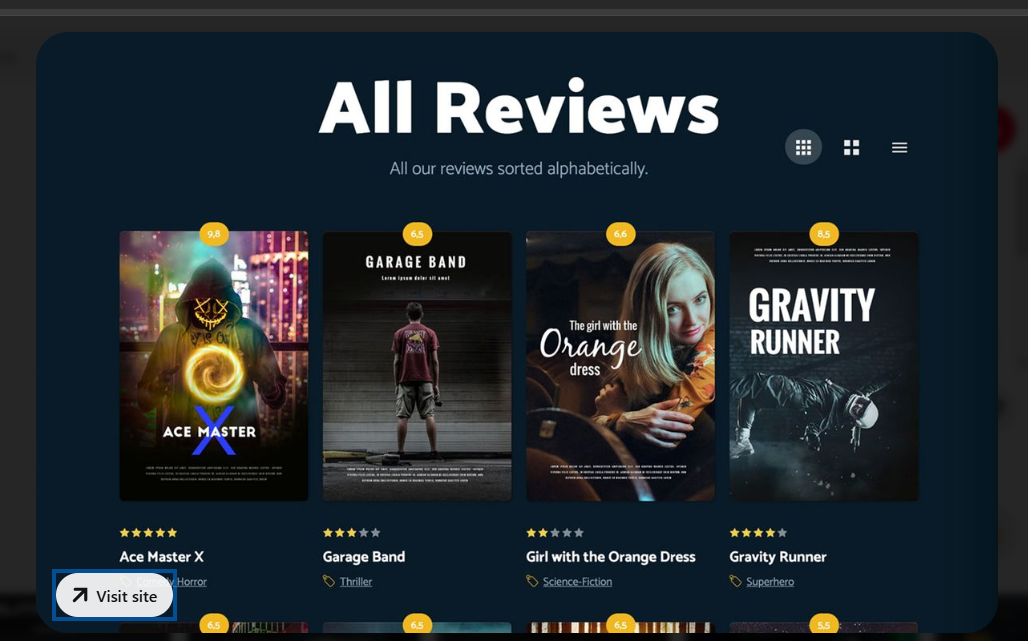 All Reviews
All our reviews sorted alphabetically.
9,8
6,5
6,6
8,5
ACE MASTER
X
GARAGE BAND
Lorem ipsum dolor sit amet
The girl with the
Orange
dress
GRAVITY
RUNNER
Ace Master X
Garage Band
Girl with the Orange Dress
Gravity Runner
Comedy Horror
Thriller
Science-Fiction
Superhero
Visit site
6,5
6,5
6,5
5,5